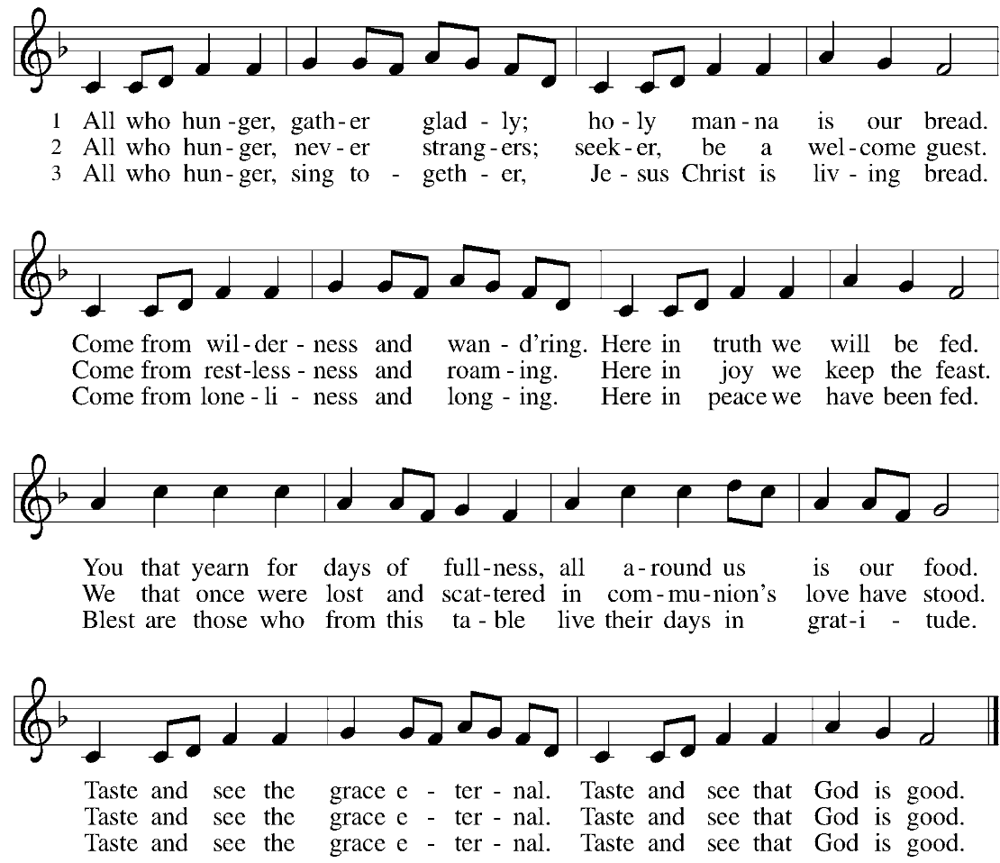 1 All who hun - ger, gath - er glad - ly; ho - ly man - na is our bread.
2 All who hun - ger, nev - er strang - ers; seek - er, be a wel - come guest.
3 All who hun - ger, sing to - geth - er, Je - sus Christ is liv - ing bread.
Come from wil - der - ness and wan - d'ring. Here in truth we will be fed.
Come from rest - less - ness and roam - ing. Here in joy we keep the feast.
Come from lone - li - ness and long - ing. Here in peace we have been fed.
You that yearn for days of full - ness, all a - round us is our food.
We that once were lost and scat - tered in com - mu - nion's love have stood.
Blest are those who from this ta - ble live their days in grat - i - tude.
Taste and see the grace e - ter - nal. Taste and see that God is good.
Taste and see the grace e - ter - nal. Taste and see that God is good.
Taste and see the grace e - ter - nal. Taste and see that God is good.